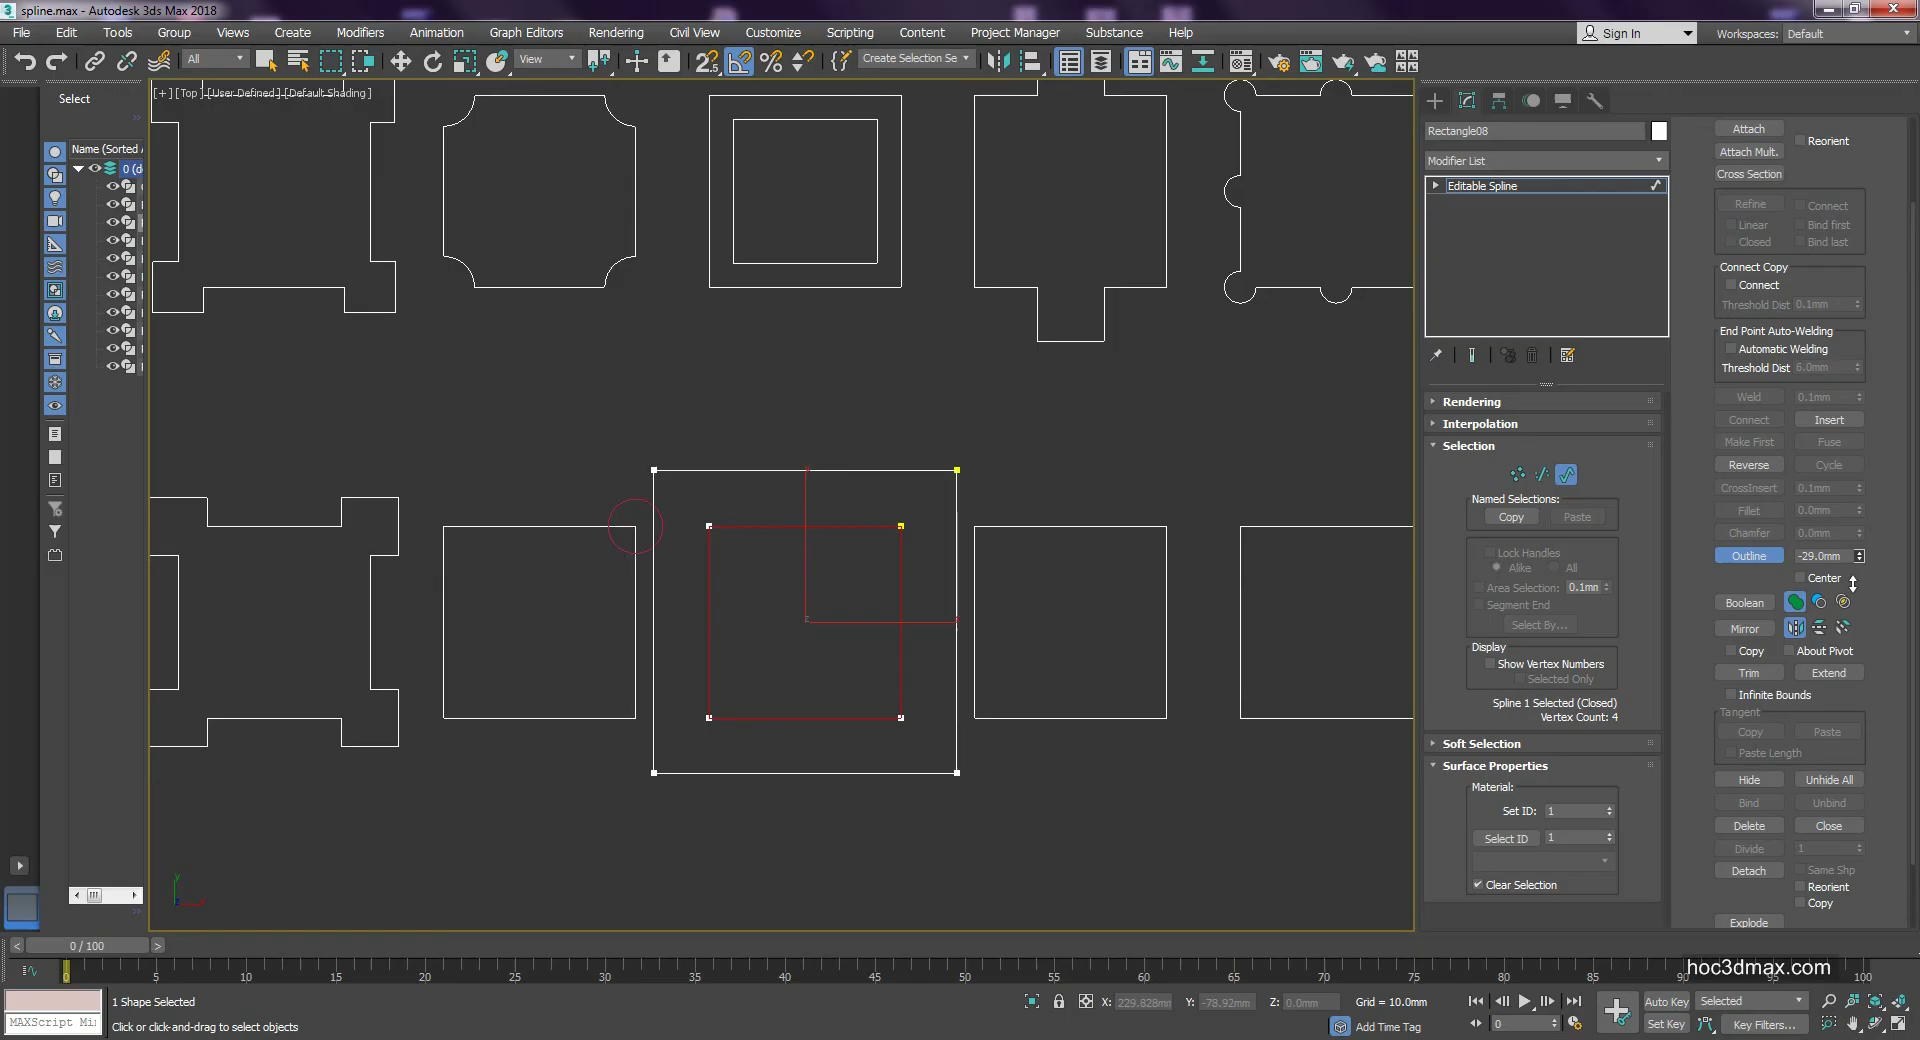 spline.max - Autodesk 3ds Max 2018
File Edit Tools Group Views Create Modifiers Animation Graph Editors Rendering Civil View Customize Scripting Content Project Manager Substance Help
Sign In
Workspaces: Default
All
View
Create Selection Se
Select
[+] [Top] [User Defined] [Default Shading]
Name (Sorted A
0 (d
Rectangle08
Modifier List
Editable Spline
Rendering
Interpolation
Selection
Named Selections:
Copy Paste
Lock Handles
Alike All
Area Selection: 0.1mm
Segment End
Select By...
Display
Show Vertex Numbers
Selected Only
Spline 1 Selected (Closed)
Vertex Count: 4
Soft Selection
Surface Properties
Material:
Set ID: 1
Select ID 1
Clear Selection
Attach
Reorient
Attach Mult.
Cross Section
Refine Connect
Linear Bind first
Closed Bind last
Connect Copy
Connect
Threshold Dist 0.1mm
End Point Auto-Welding
Automatic Welding
Threshold Dist 6.0mm
Weld 0.1mm
Connect Insert
Make First Fuse
Reverse Cycle
CrossInsert 0.1mm
Fillet 0.0mm
Chamfer 0.0mm
Outline -29.0mm
Center
Boolean
Mirror
Copy About Pivot
Trim Extend
Infinite Bounds
Tangent
Copy Paste
Paste Length
Hide Unhide All
Bind Unbind
Delete Close
Divide 1
Detach Same Shp
Reorient
Copy
Explode
0 / 100
0 5 10 15 20 25 30 35 40 45 50 55 60 65 70 75 80 85 90 95 100
hoc3dmax.com
1 Shape Selected
Click or click-and-drag to select objects
MAXScript Mi
X: 229.828mm Y: -78.92mm Z: 0.0mm Grid = 10.0mm
Add Time Tag
0
Auto Key Selected
Set Key Key Filters...